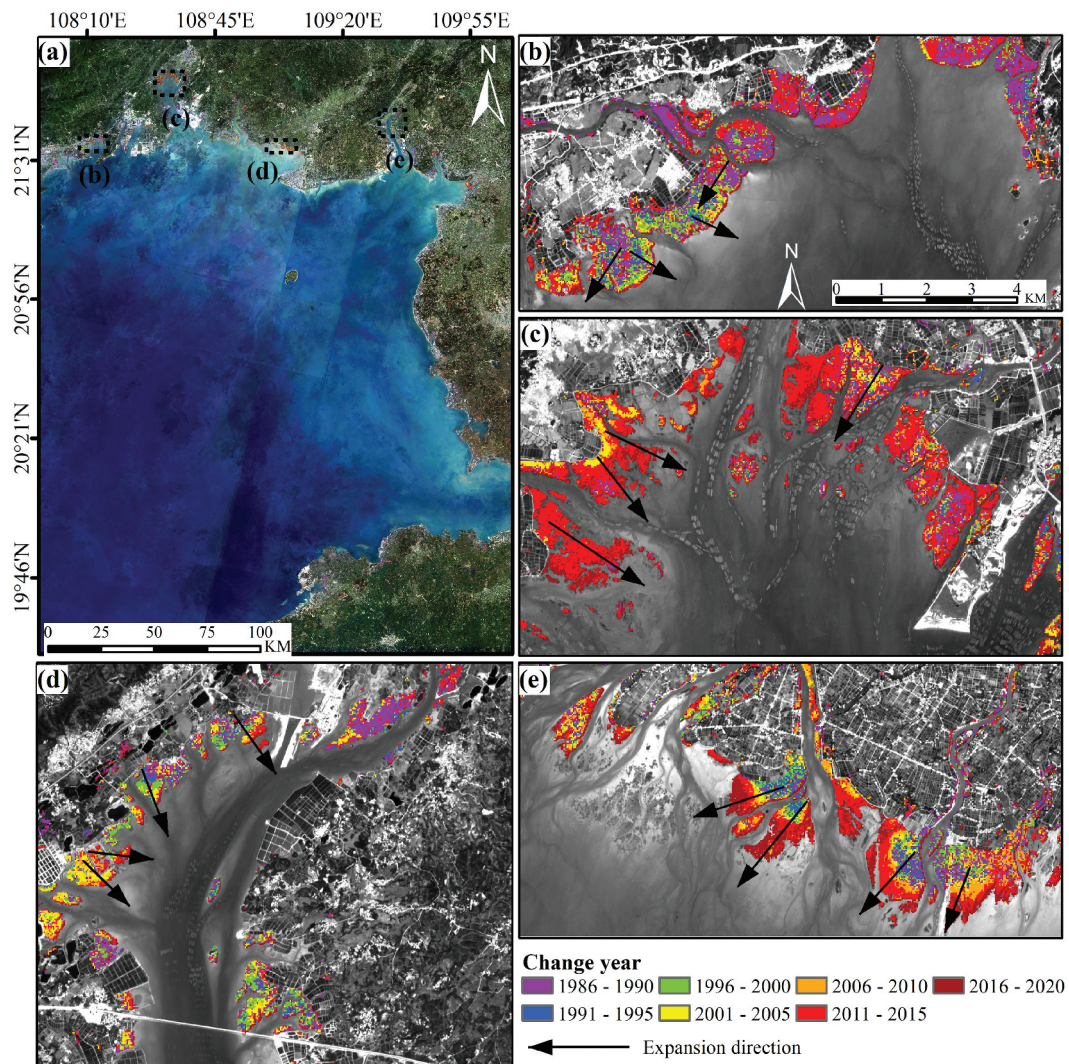 108°10'E 108°45'E 109°20'E 109°55'E
(a)
N
(c)
(b)
(d)
(e)
21°31'N
20°56'N
20°21'N
19°46'N
0 25 50 75 100
KM
(b)
N
0 1 2 3 4
KM
(c)
(d)
(e)
Change year
1986 - 1990 1996 - 2000 2006 - 2010 2016 - 2020
1991 - 1995 2001 - 2005 2011 - 2015
Expansion direction